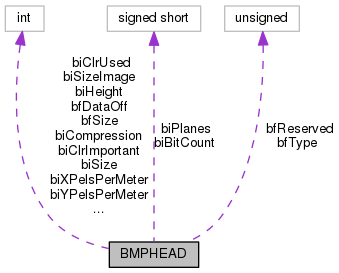 int
signed short
unsigned
biClrUsed
biSizeImage
biHeight
bfDataOff
bfSize
biCompression
biClrImportant
biSize
biXPelsPerMeter
biYPelsPerMeter
...
biPlanes
biBitCount
bfReserved
bfType
BMPHEAD